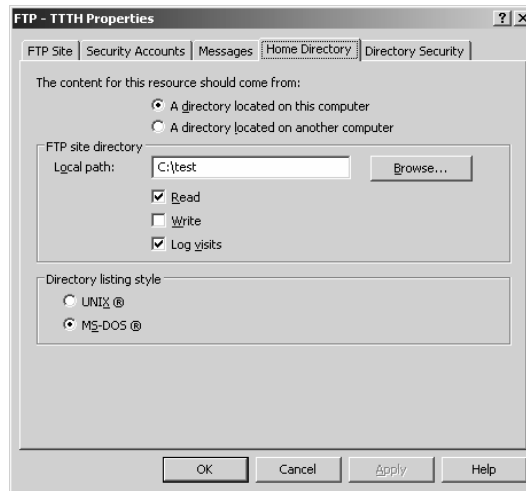 FTP - TTTH Properties
FTP Site Security Accounts Messages Home Directory Directory Security
The content for this resource should come from:
A directory located on this computer
A directory located on another computer
FTP site directory
Local path: C:\test Browse...
Read
Write
Log visits
Directory listing style
UNIX ®
MS-DOS ®
OK Cancel Apply Help